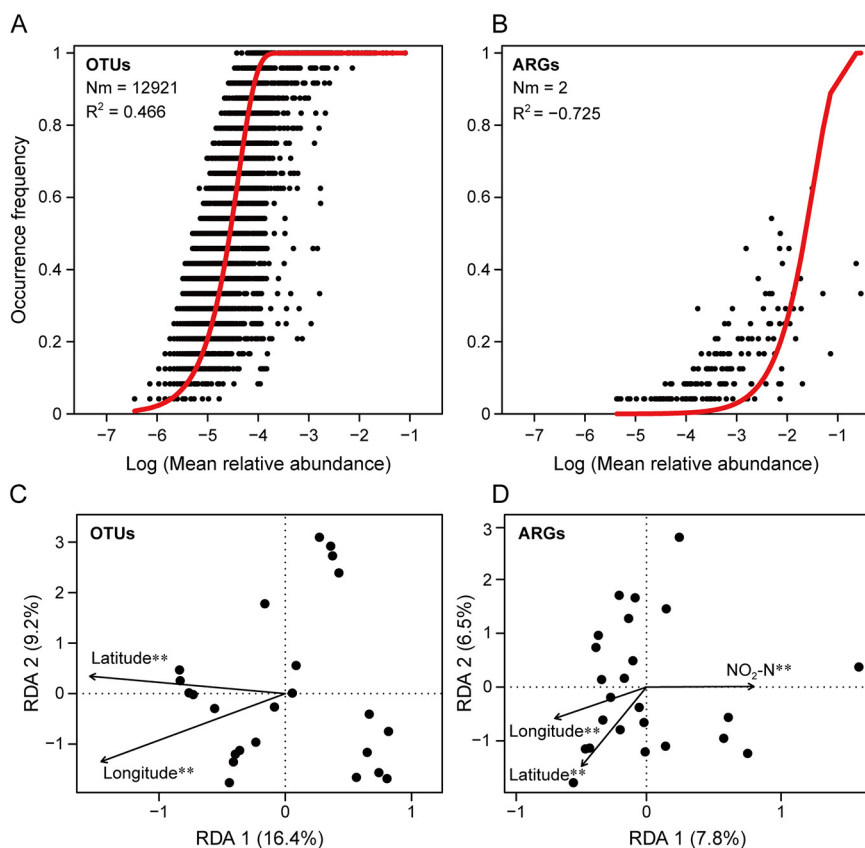 A
OTUs
Nm = 12921
R² = 0.466
Occurrence frequency
1
0.8
0.6
0.4
0.2
0
−7 −6 −5 −4 −3 −2 −1
Log (Mean relative abundance)
B
ARGs
Nm = 2
R² = −0.725
1
0.8
0.6
0.4
0.2
0
−7 −6 −5 −4 −3 −2 −1
Log (Mean relative abundance)
C
OTUs
RDA 2 (9.2%)
3
2
1
0
−1
Latitude**
Longitude**
−1 0 1
RDA 1 (16.4%)
D
ARGs
RDA 2 (6.5%)
3
2
1
0
−1
NO₂-N**
Longitude**
Latitude**
−1 0 1
RDA 1 (7.8%)